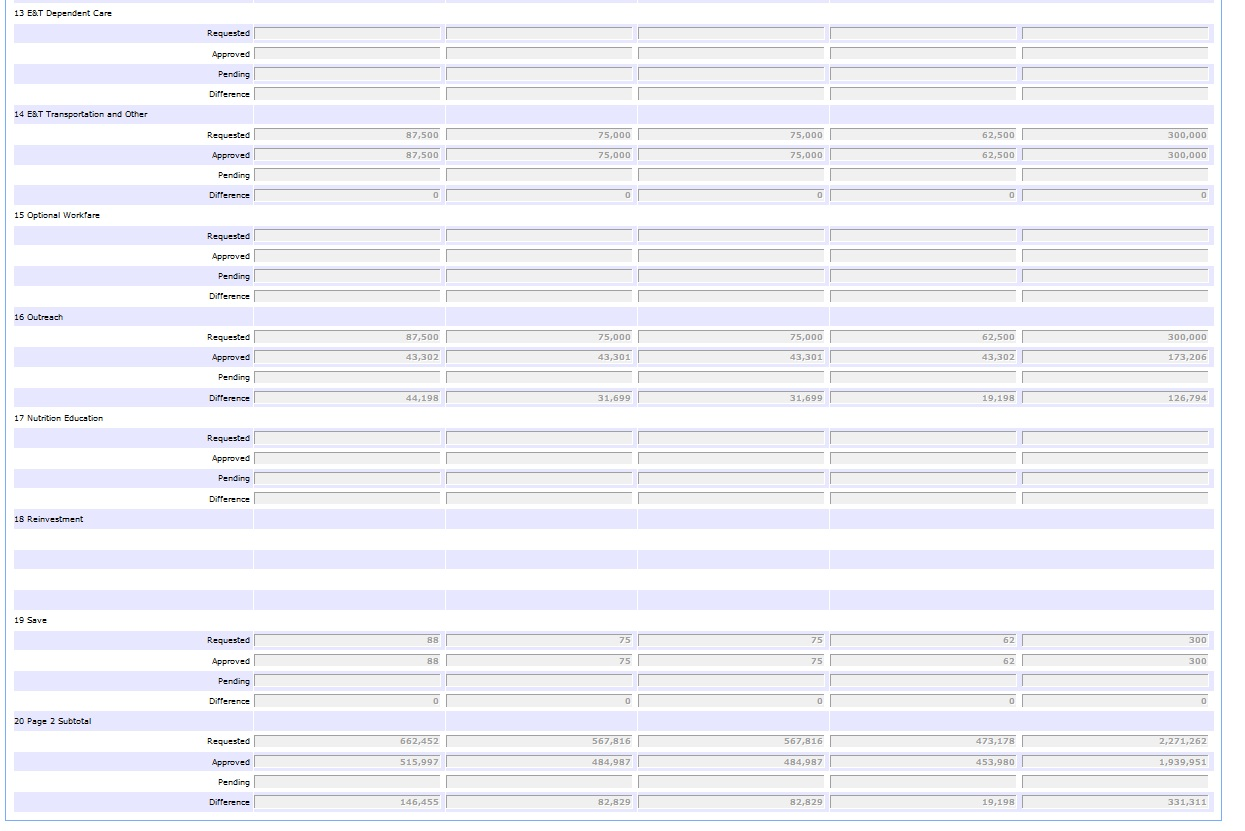 13 E&T Dependent Care
Requested
Approved
Pending
Difference
14 E&T Transportation and Other
Requested 87,500 75,000 75,000 62,500 300,000
Approved 87,500 75,000 75,000 62,500 300,000
Pending
Difference 0 0 0 0 0
15 Optional Workfare
Requested
Approved
Pending
Difference
16 Outreach
Requested 87,500 75,000 75,000 62,500 300,000
Approved 43,302 43,301 43,301 43,302 173,206
Pending
Difference 44,198 31,699 31,699 19,198 126,794
17 Nutrition Education
Requested
Approved
Pending
Difference
18 Reinvestment
19 Save
Requested 88 75 75 62 300
Approved 88 75 75 62 300
Pending
Difference 0 0 0 0 0
20 Page 2 Subtotal
Requested 662,452 567,816 567,816 473,178 2,271,262
Approved 515,997 484,987 484,987 453,980 1,939,951
Pending
Difference 146,455 82,829 82,829 19,198 331,311